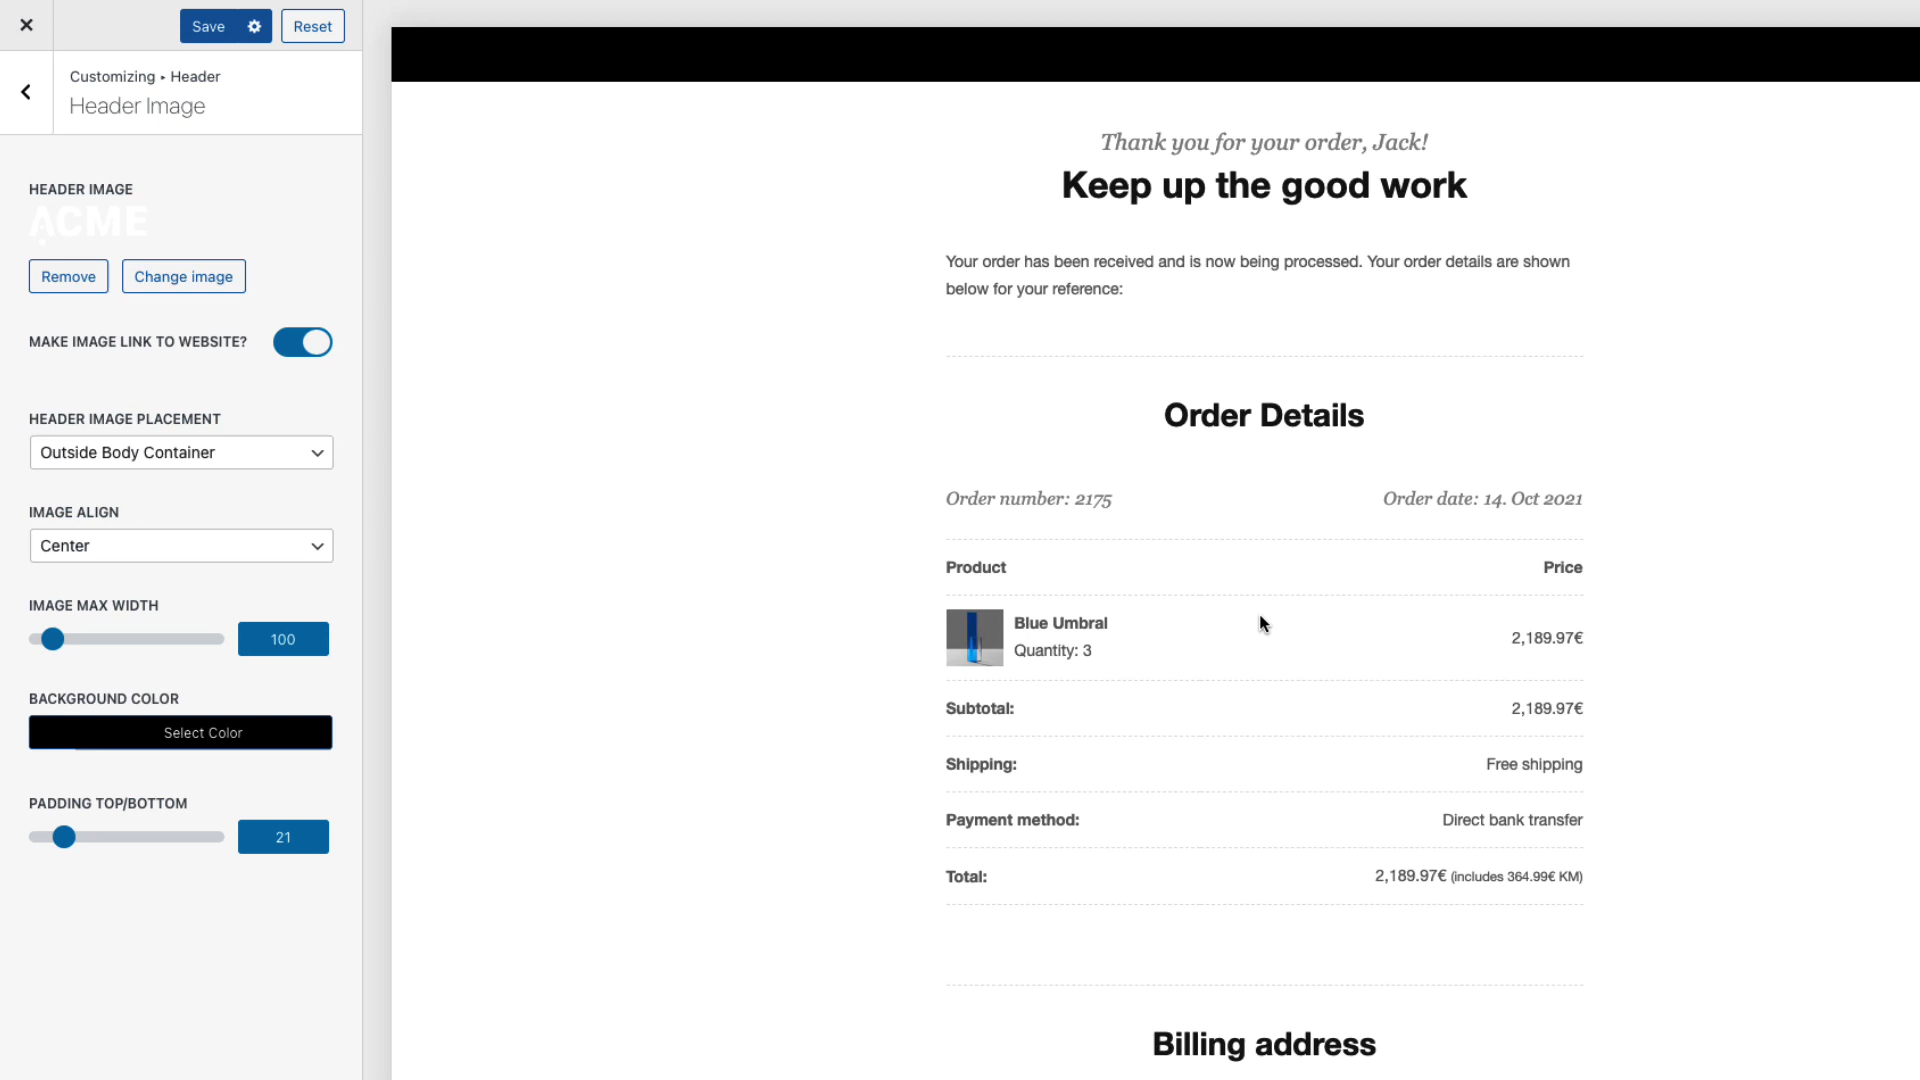 Save
Reset
Customizing ▸ Header
Header Image
HEADER IMAGE
ACME
Remove
Change image
MAKE IMAGE LINK TO WEBSITE?
HEADER IMAGE PLACEMENT
Outside Body Container
IMAGE ALIGN
Center
IMAGE MAX WIDTH
100
BACKGROUND COLOR
Select Color
PADDING TOP/BOTTOM
21
Thank you for your order, Jack!
Keep up the good work
Your order has been received and is now being processed. Your order details are shown
below for your reference:
Order Details
Order number: 2175
Order date: 14. Oct 2021
Product
Price
Blue Umbral
Quantity: 3
2,189.97€
Subtotal:
2,189.97€
Shipping:
Free shipping
Payment method:
Direct bank transfer
Total:
2,189.97€ (includes 364.99€ KM)
Billing address